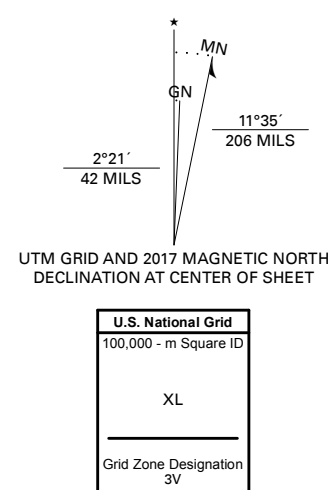 ★
MN
GN
11°35´
206 MILS
2°21´
42 MILS
UTM GRID AND 2017 MAGNETIC NORTH
DECLINATION AT CENTER OF SHEET
U.S. National Grid
100,000 - m Square ID
XL
Grid Zone Designation
3V